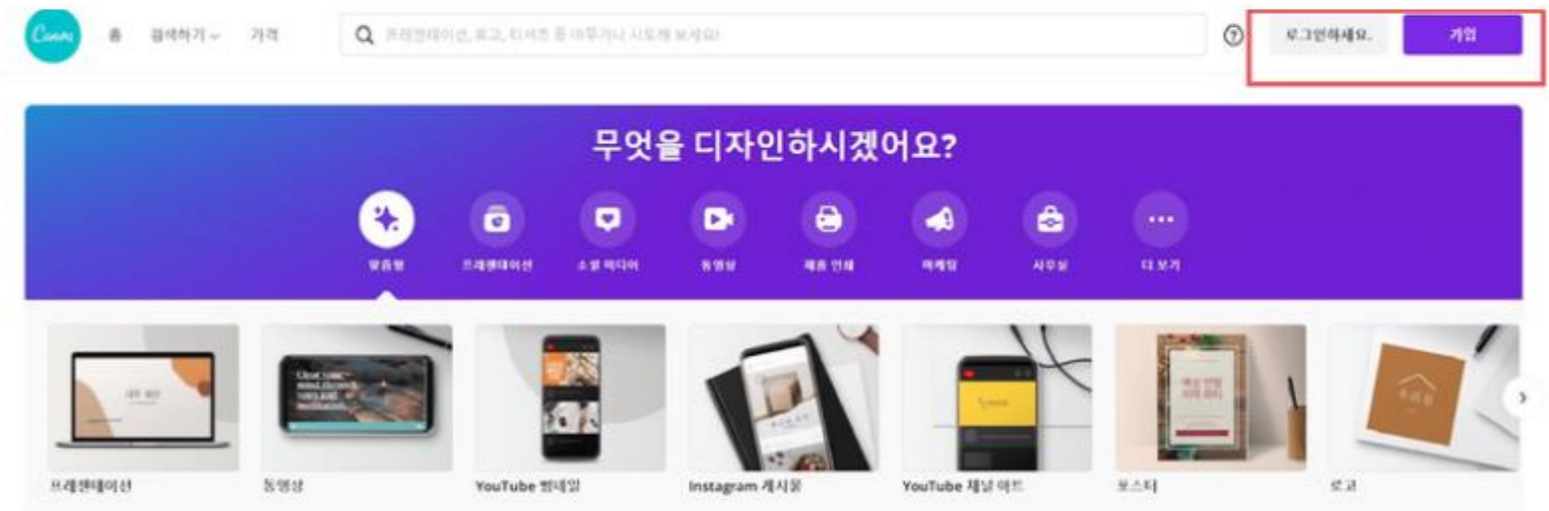 Canva 홈 검색하기 가격 프레젠테이션, 로고, 티셔츠 등 아무거나 시도해 보세요! 로그인하세요. 가입
무엇을 디자인하시겠어요?
맞춤형 프레젠테이션 소셜 미디어 동영상 제품 인쇄 마케팅 사무실 더 보기
Clear your
mind through
프레젠테이션 동영상 YouTube 썸네일 Instagram 게시물 YouTube 채널 아트 포스터 로고